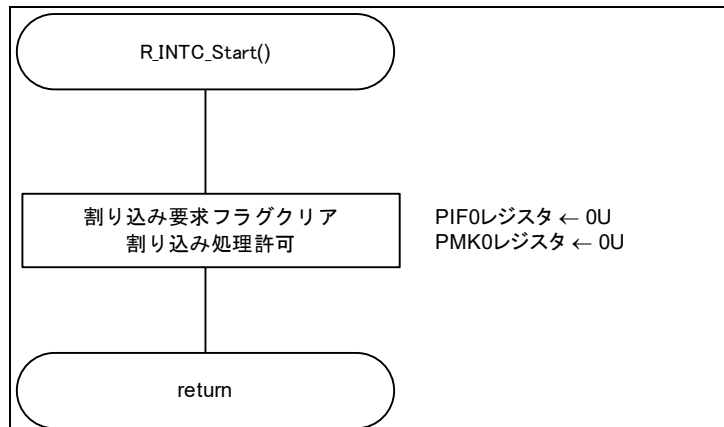 R_INTC_Start()
割り込み要求フラグクリア
割り込み処理許可
PIF0レジスタ ← 0U
PMK0レジスタ ← 0U
return